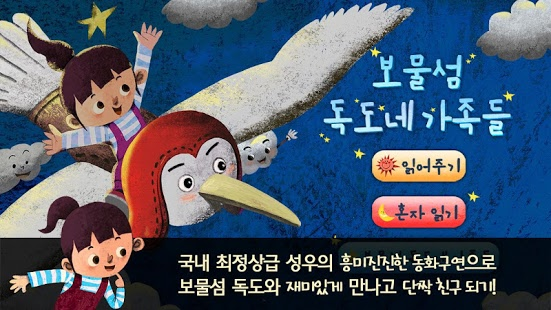 보물섬
독도네 가족들
읽어주기
혼자 읽기
국내 최정상급 성우의 흥미진진한 동화구연으로
보물섬 독도와 재미있게 만나고 단짝 친구 되기!